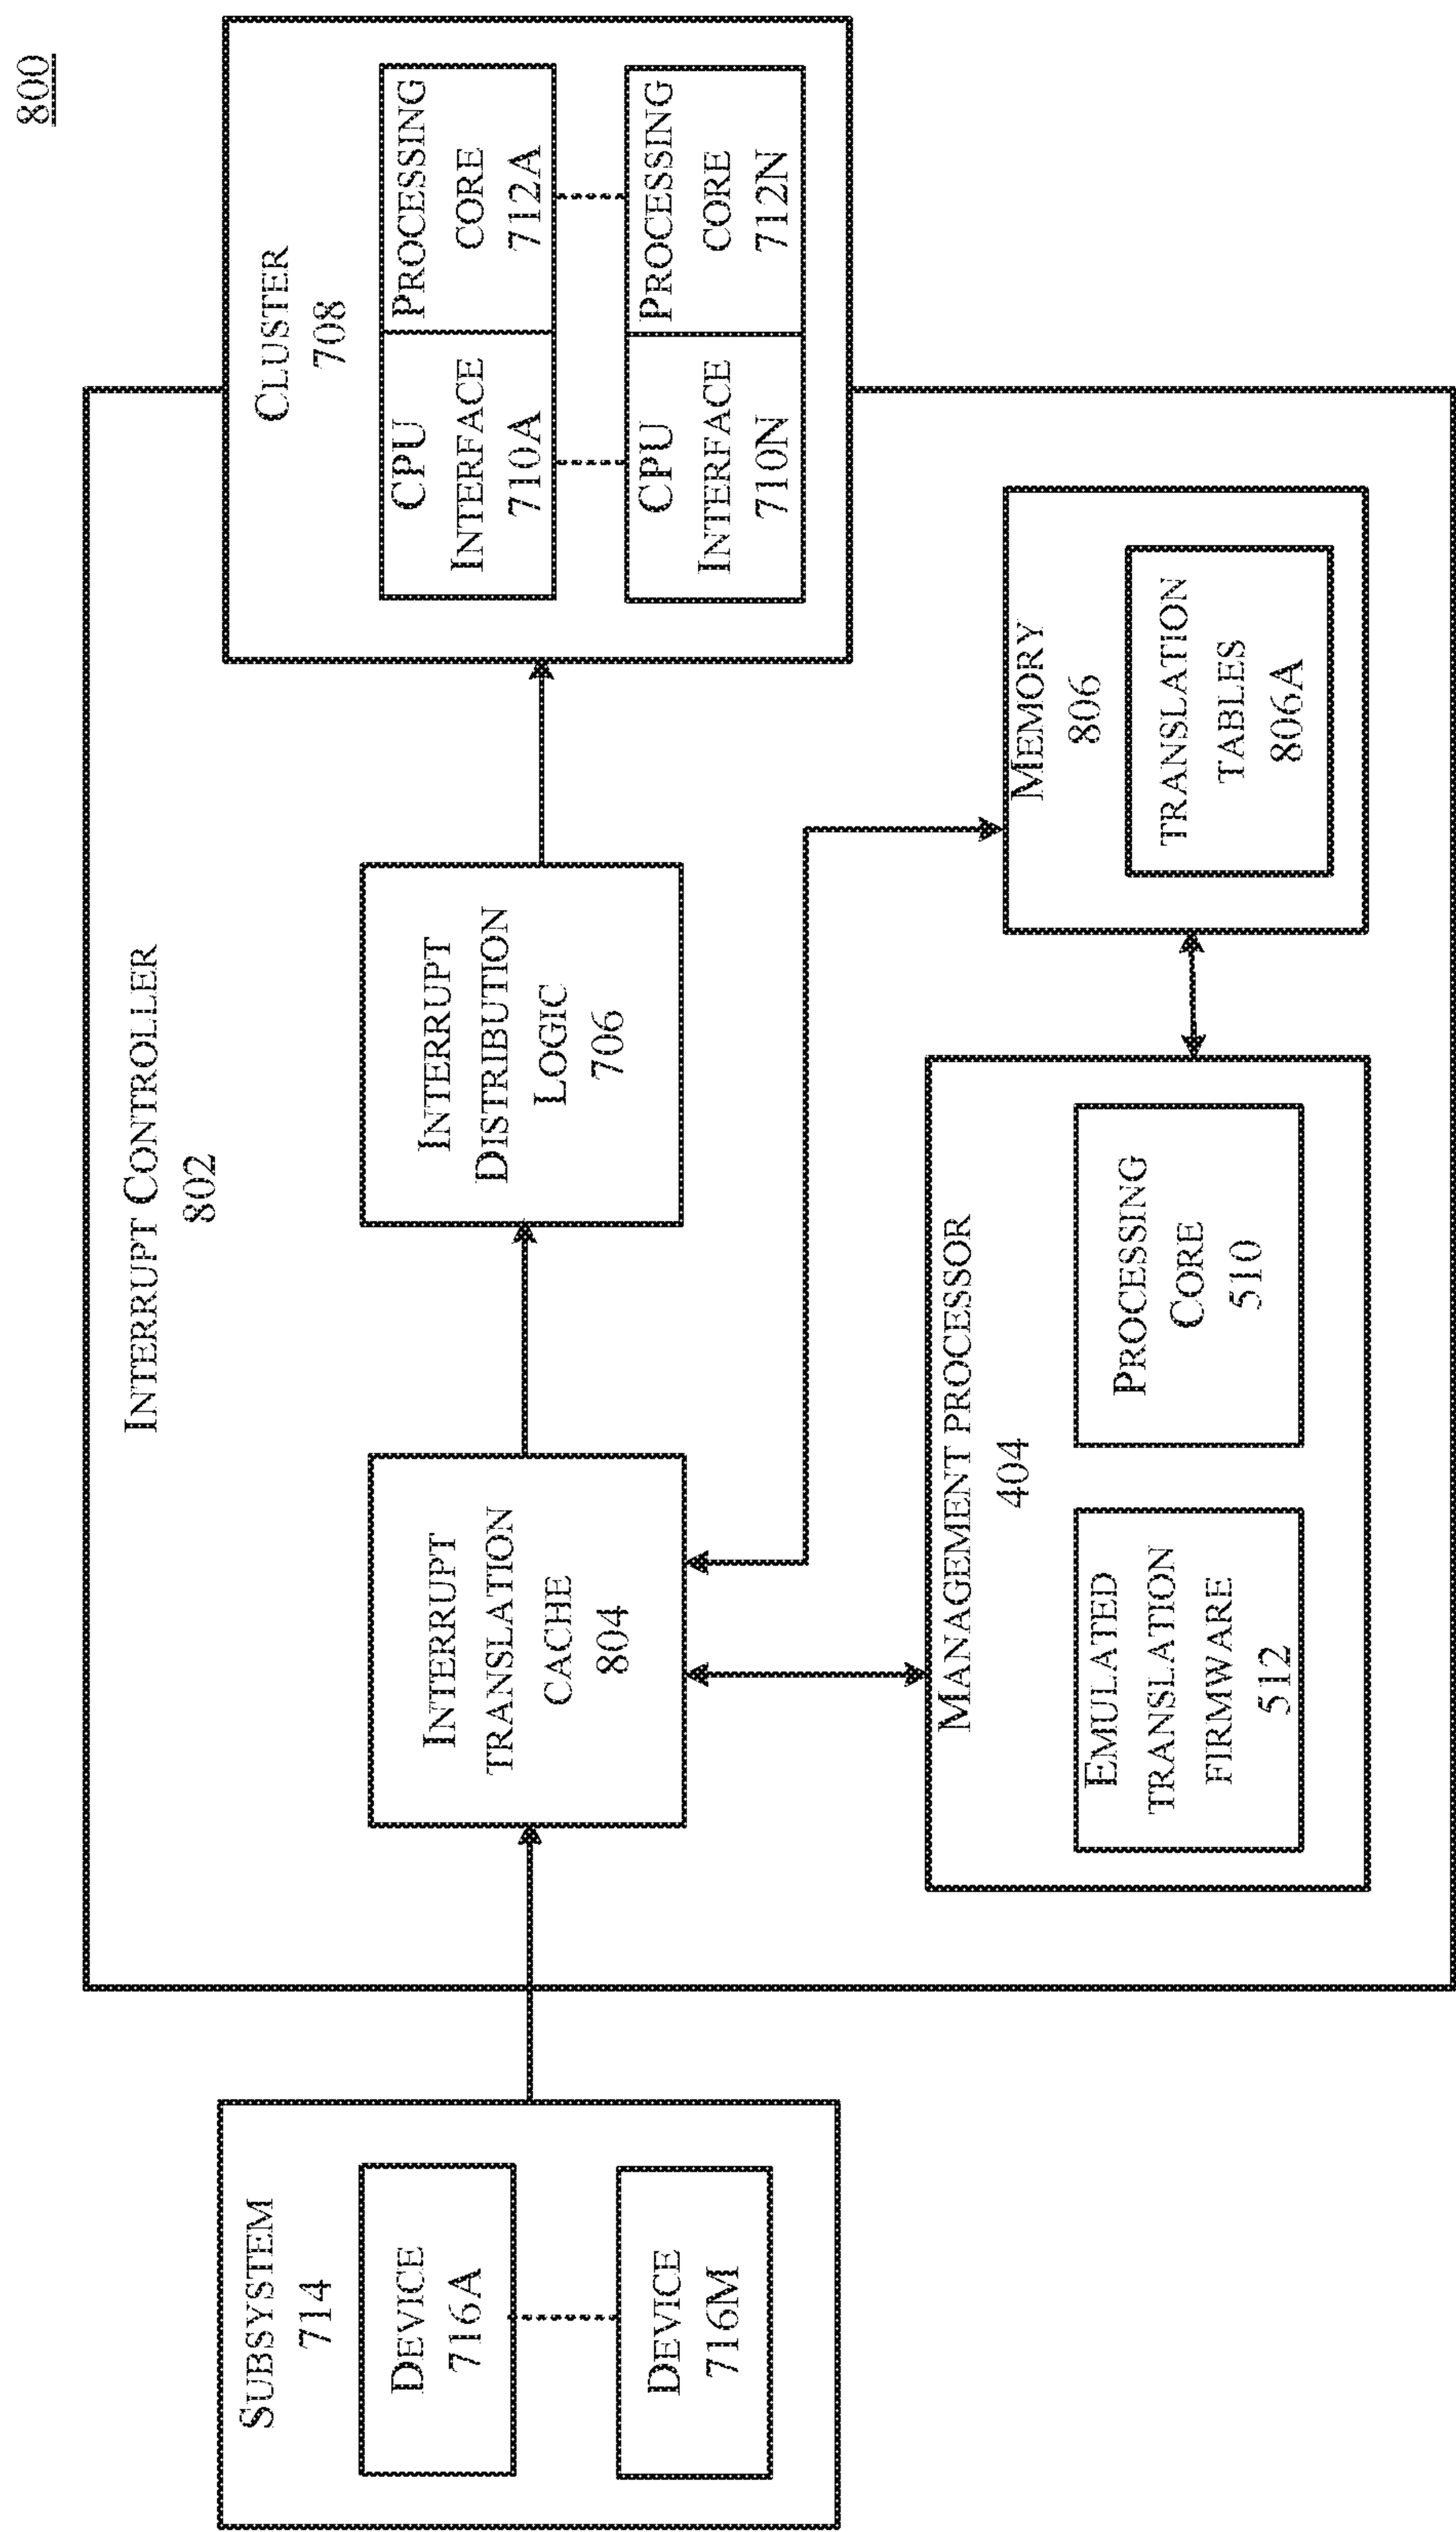 800
INTERRUPT CONTROLLER
802
SUBSYSTEM
714
DEVICE
716A
DEVICE
716M
INTERRUPT
TRANSLATION
CACHE
804
INTERRUPT
DISTRIBUTION
LOGIC
706
CLUSTER
708
CPU
INTERFACE
710A
PROCESSING
CORE
712A
CPU
INTERFACE
710N
PROCESSING
CORE
712N
MANAGEMENT PROCESSOR
404
EMULATED
TRANSLATION
FIRMWARE
512
PROCESSING
CORE
510
MEMORY
806
TRANSLATION
TABLES
806A